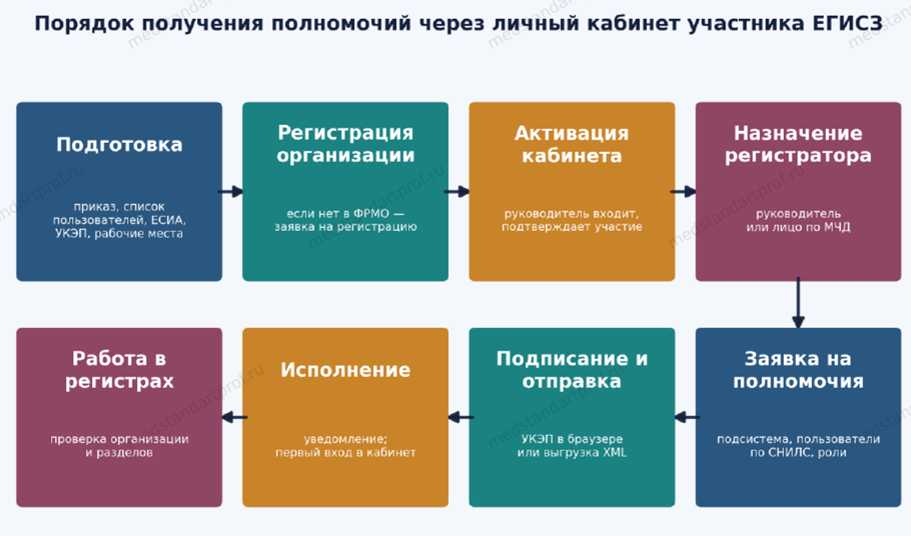 Порядок получения полномочий через личный кабинет участника ЕГИСЗ
Подготовка
приказ, список
пользователей, ЕСИА,
УКЭП, рабочие места
Регистрация
организации
если нет в ФРМО —
заявка на регистрацию
Активация
кабинета
руководитель входит,
подтверждает участие
Назначение
регистратора
руководитель
или лицо по МЧД
Заявка на
полномочия
подсистема, пользователи
по СНИЛС, роли
Подписание и
отправка
УКЭП в браузере
или выгрузка XML
Исполнение
уведомление;
первый вход в кабинет
Работа в
регистрах
проверка организации
и разделов
medstandartprof.ru